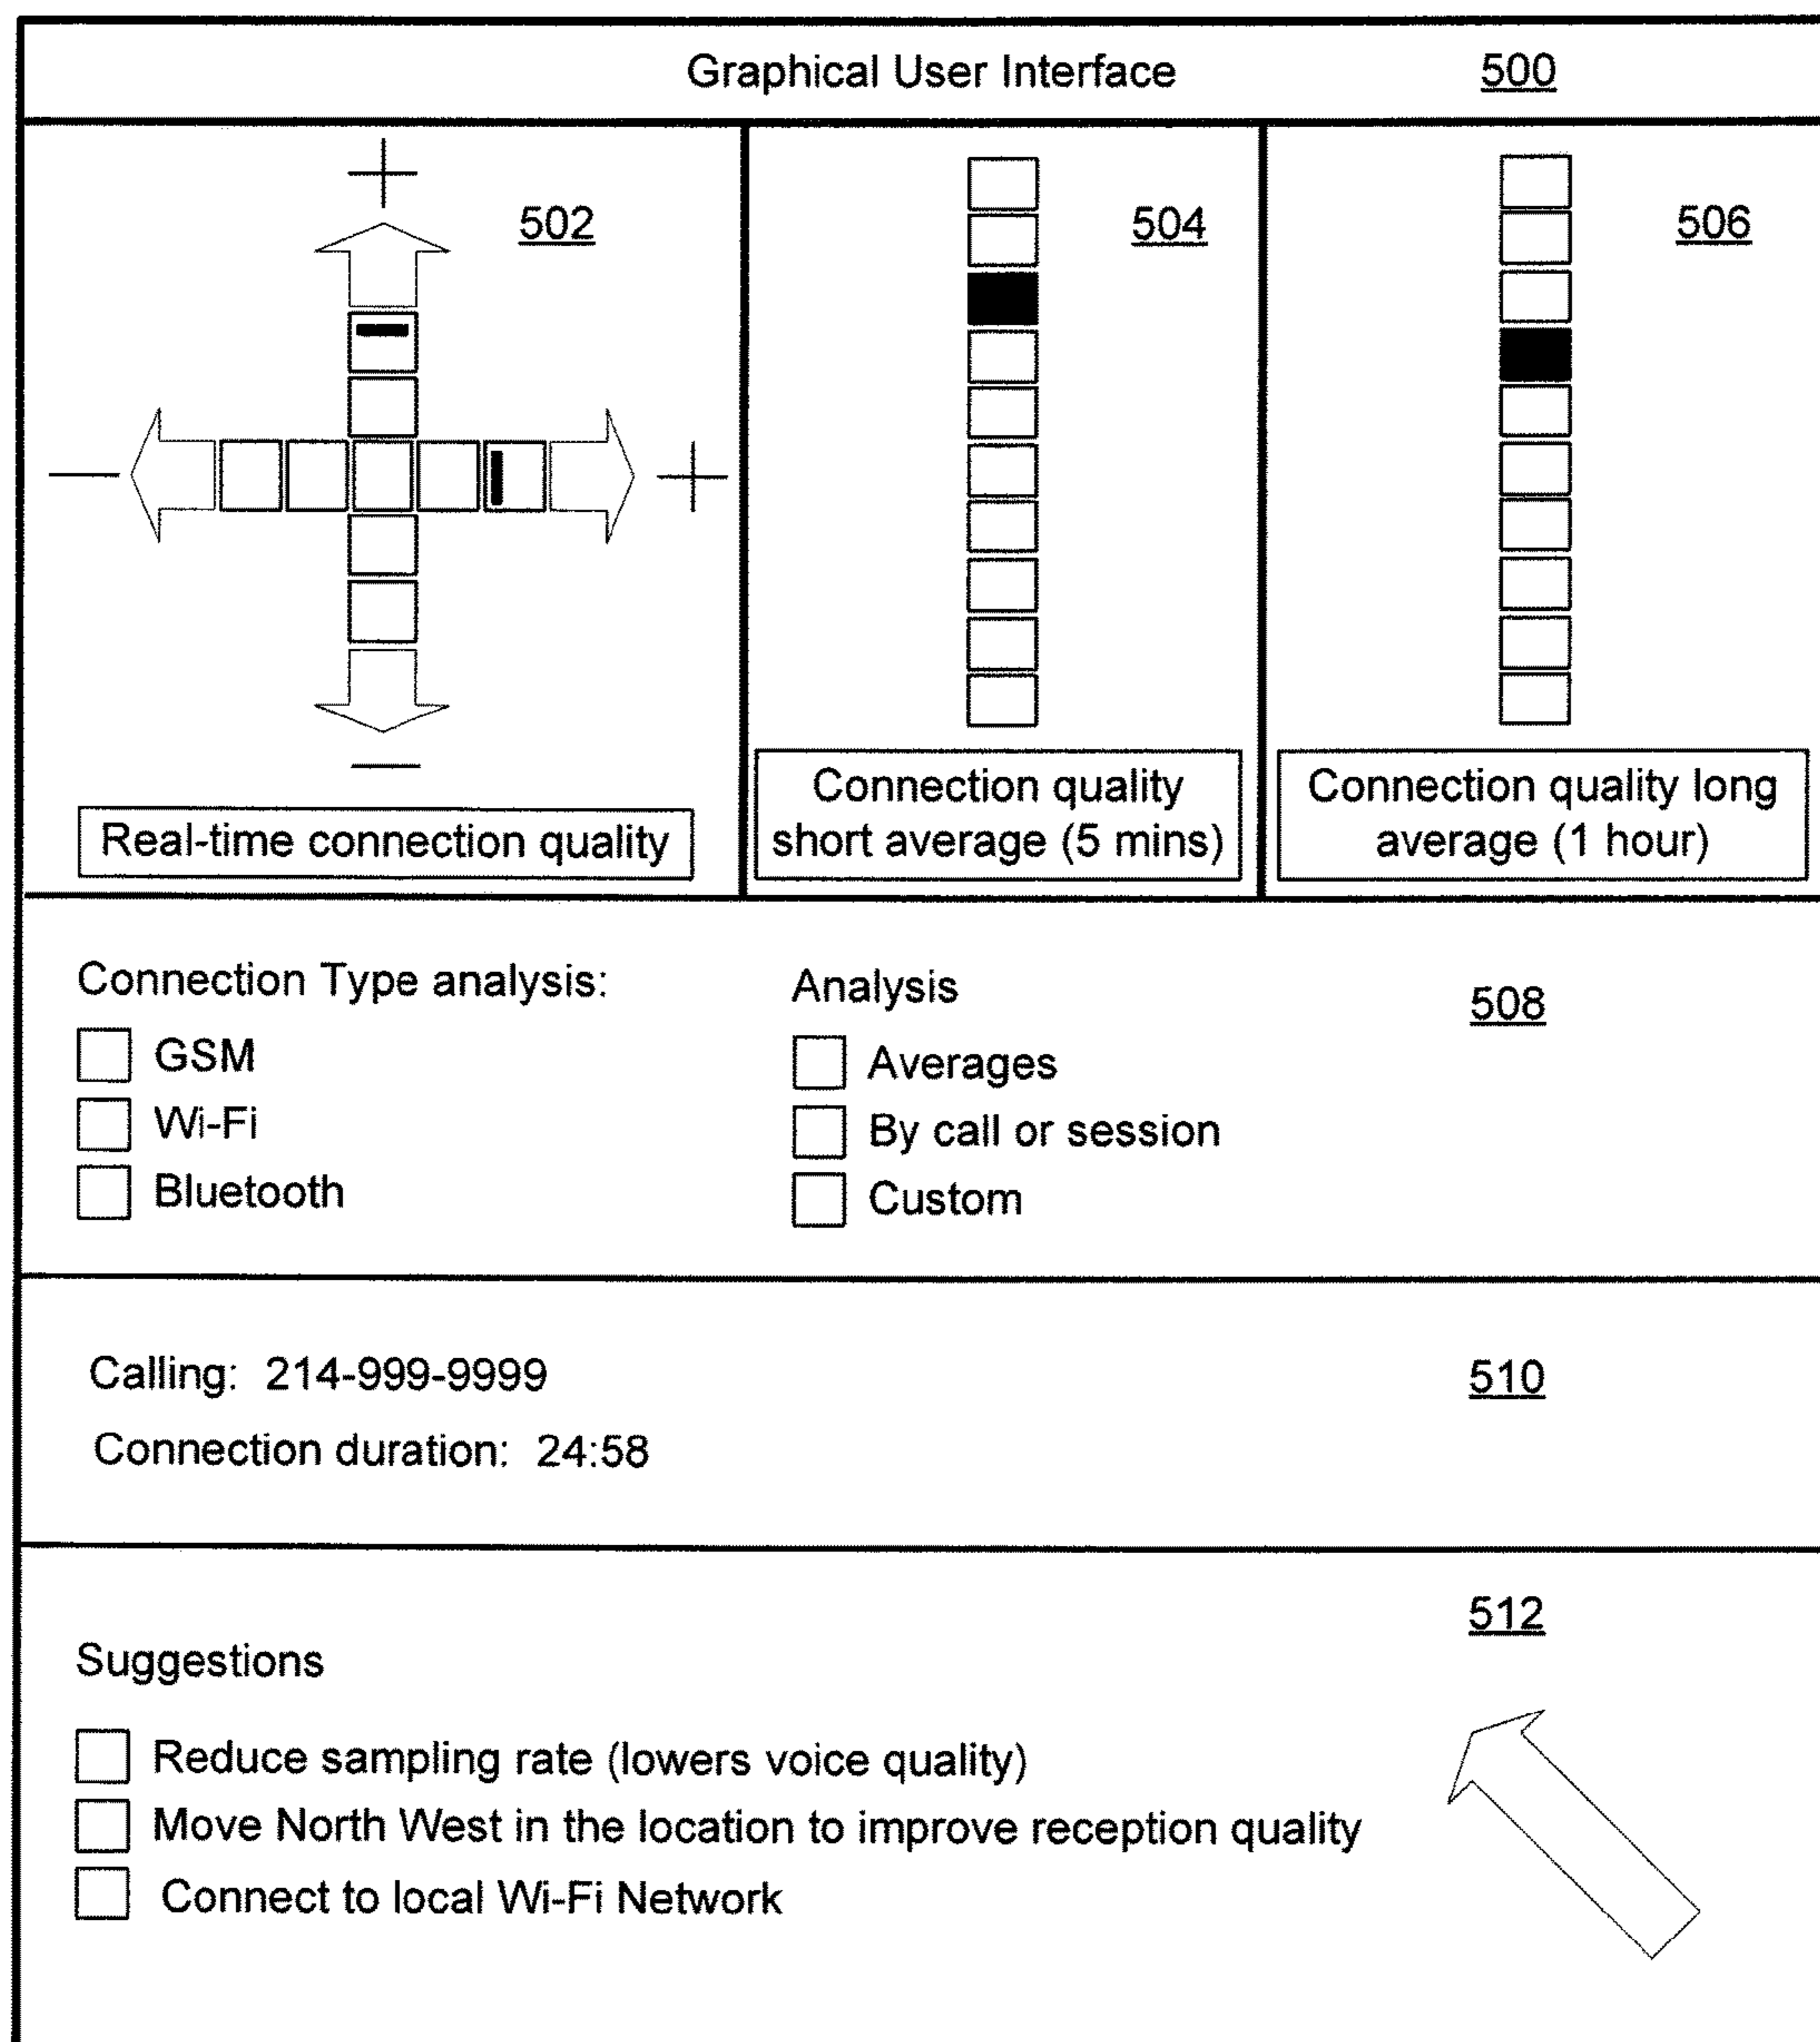 Graphical User Interface 500
+
502
504
506
+
—
—
Real-time connection quality
Connection quality
short average (5 mins)
Connection quality long
average (1 hour)
Connection Type analysis:
GSM
Wi-Fi
Bluetooth
Analysis
Averages
By call or session
Custom
508
Calling: 214-999-9999
Connection duration: 24:58
510
512
Suggestions
Reduce sampling rate (lowers voice quality)
Move North West in the location to improve reception quality
Connect to local Wi-Fi Network